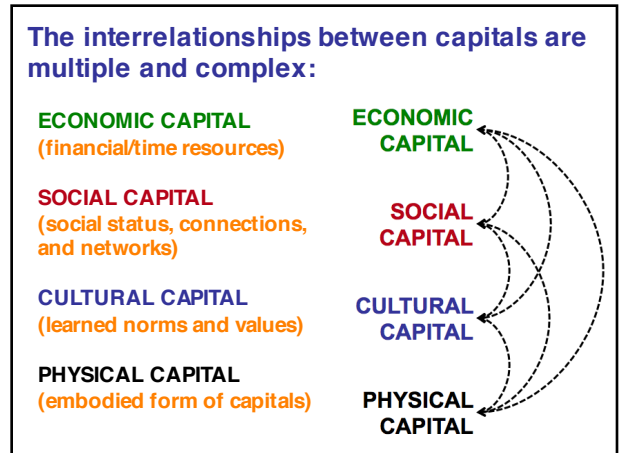 The interrelationships between capitals are
multiple and complex:
ECONOMIC CAPITAL
(financial/time resources)
SOCIAL CAPITAL
(social status, connections,
and networks)
CULTURAL CAPITAL
(learned norms and values)
PHYSICAL CAPITAL
(embodied form of capitals)
ECONOMIC
CAPITAL
SOCIAL
CAPITAL
CULTURAL
CAPITAL
PHYSICAL
CAPITAL